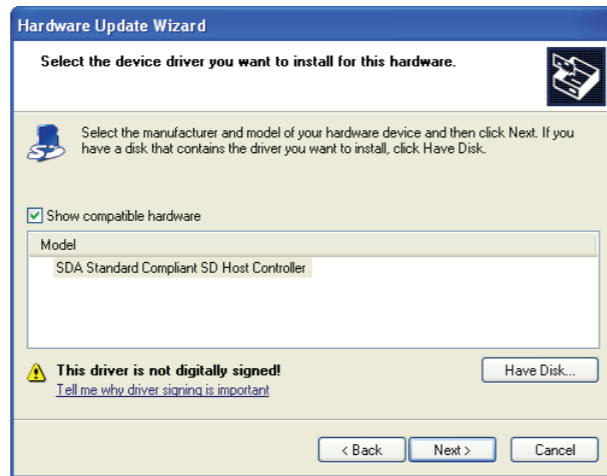 Hardware Update Wizard
Select the device driver you want to install for this hardware.
Select the manufacturer and model of your hardware device and then click Next. If you
have a disk that contains the driver you want to install, click Have Disk.
Show compatible hardware
Model
SDA Standard Compliant SD Host Controller
This driver is not digitally signed!
Tell me why driver signing is important
Have Disk...
< Back
Next >
Cancel